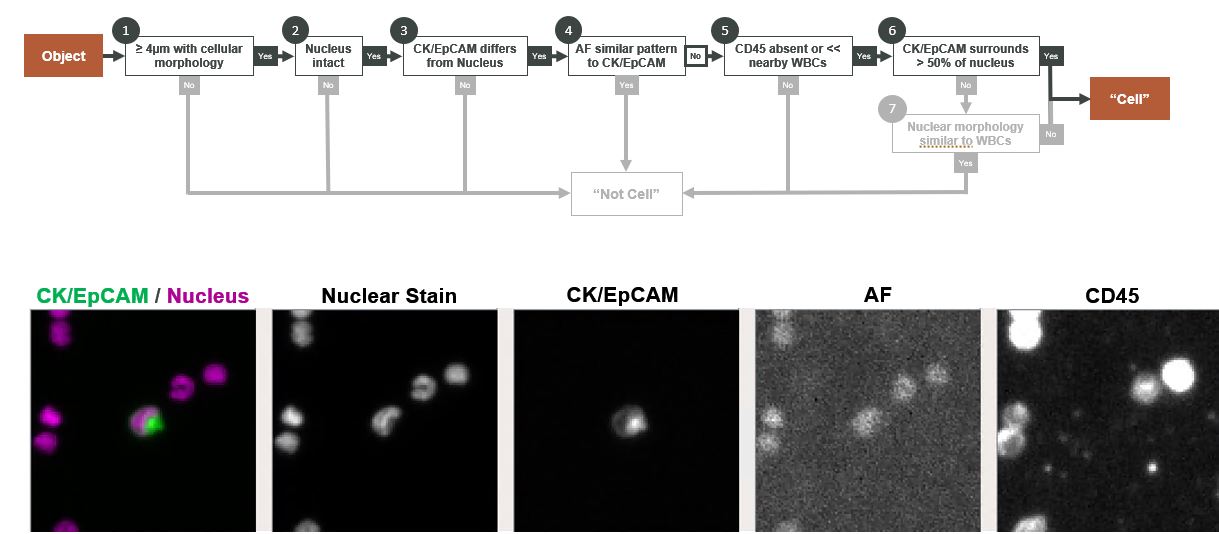 Object
1
≥ 4µm with cellular
morphology
Yes
No
2
Nucleus
intact
Yes
No
3
CK/EpCAM differs
from Nucleus
Yes
No
4
AF similar pattern
to CK/EpCAM
No
Yes
5
CD45 absent or <<
nearby WBCs
Yes
No
6
CK/EpCAM surrounds
> 50% of nucleus
Yes
No
“Cell”
7
Nuclear morphology
similar to WBCs
No
Yes
“Not Cell”
CK/EpCAM / Nucleus
Nuclear Stain
CK/EpCAM
AF
CD45